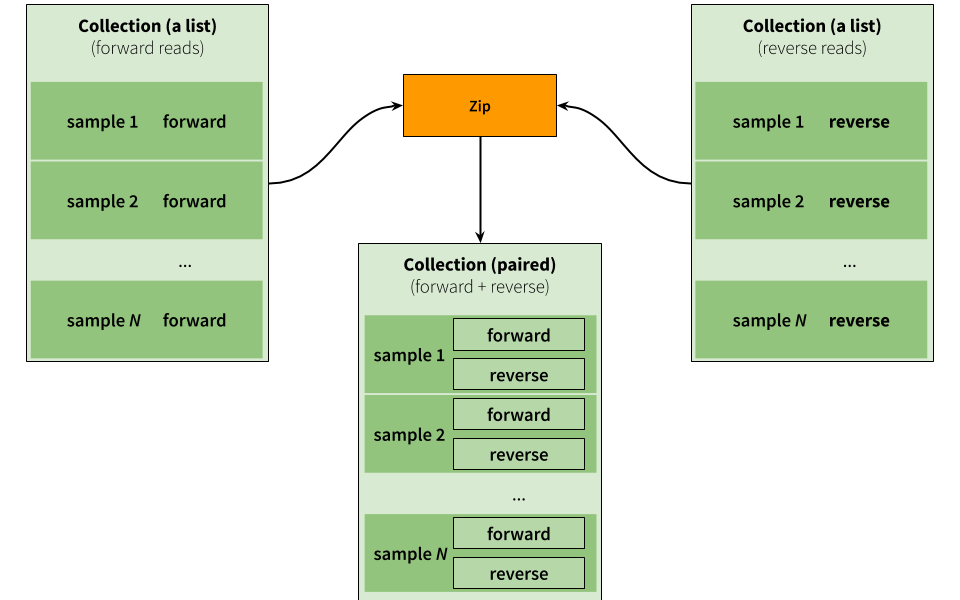 Collection (a list)
(forward reads)
sample 1 forward
sample 2 forward
...
sample N forward
Zip
Collection (a list)
(reverse reads)
sample 1 reverse
sample 2 reverse
...
sample N reverse
Collection (paired)
(forward + reverse)
sample 1
forward
reverse
sample 2
forward
reverse
...
sample N
forward
reverse